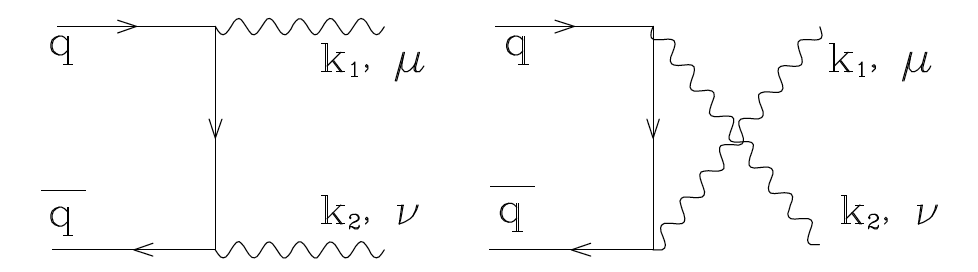 q k₁, μ q k₁, μ
q̅ k₂, ν q̅ k₂, ν